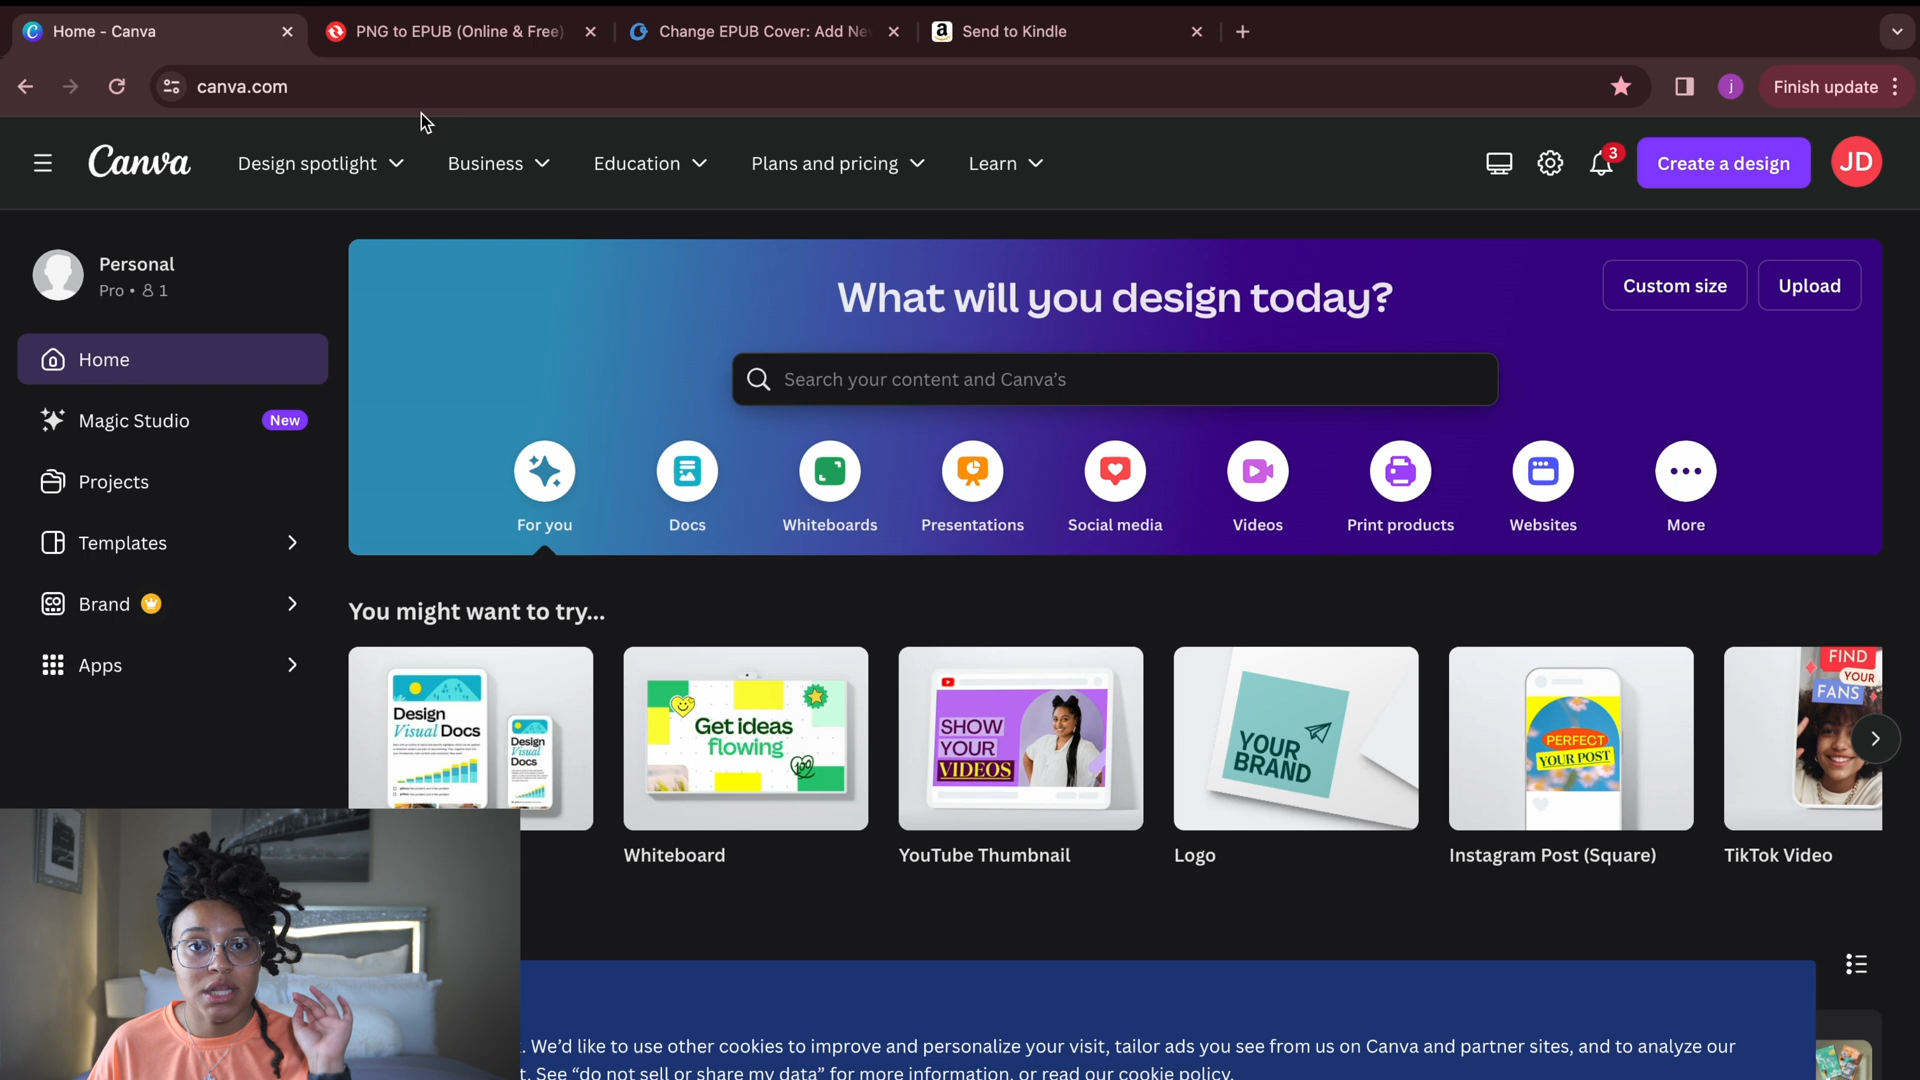 Home - Canva
PNG to EPUB (Online & Free)
Change EPUB Cover: Add Ne
Send to Kindle
canva.com
j
Finish update
Canva
Design spotlight
Business
Education
Plans and pricing
Learn
3
Create a design
JD
Personal
Pro • 1
Home
Magic Studio
New
Projects
Templates
Brand
Apps
What will you design today?
Custom size
Upload
Search your content and Canva's
For you
Docs
Whiteboards
Presentations
Social media
Videos
Print products
Websites
More
You might want to try...
Design
Visual Docs
Design
Visual
Docs
Get ideas
flowing
100
SHOW
YOUR
VIDEOS
YOUR
BRAND
PERFECT
YOUR POST
FIND
YOUR
FANS
Whiteboard
YouTube Thumbnail
Logo
Instagram Post (Square)
TikTok Video
. We'd like to use other cookies to improve and personalize your visit, tailor ads you see from us on Canva and partner sites, and to analyze our
t. See "do not sell or share my data" for more information, or read our cookie policy.